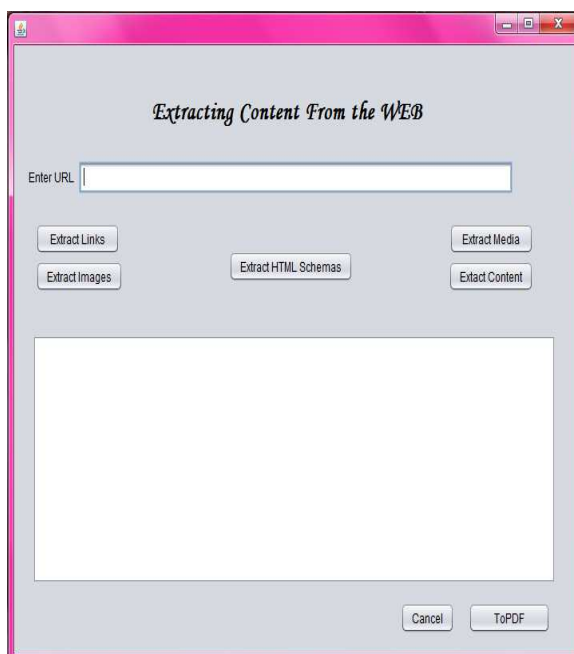 Extracting Content From the WEB
Enter URL
Extract Links
Extract Media
Extract HTML Schemas
Extract Images
Extact Content
Cancel
ToPDF